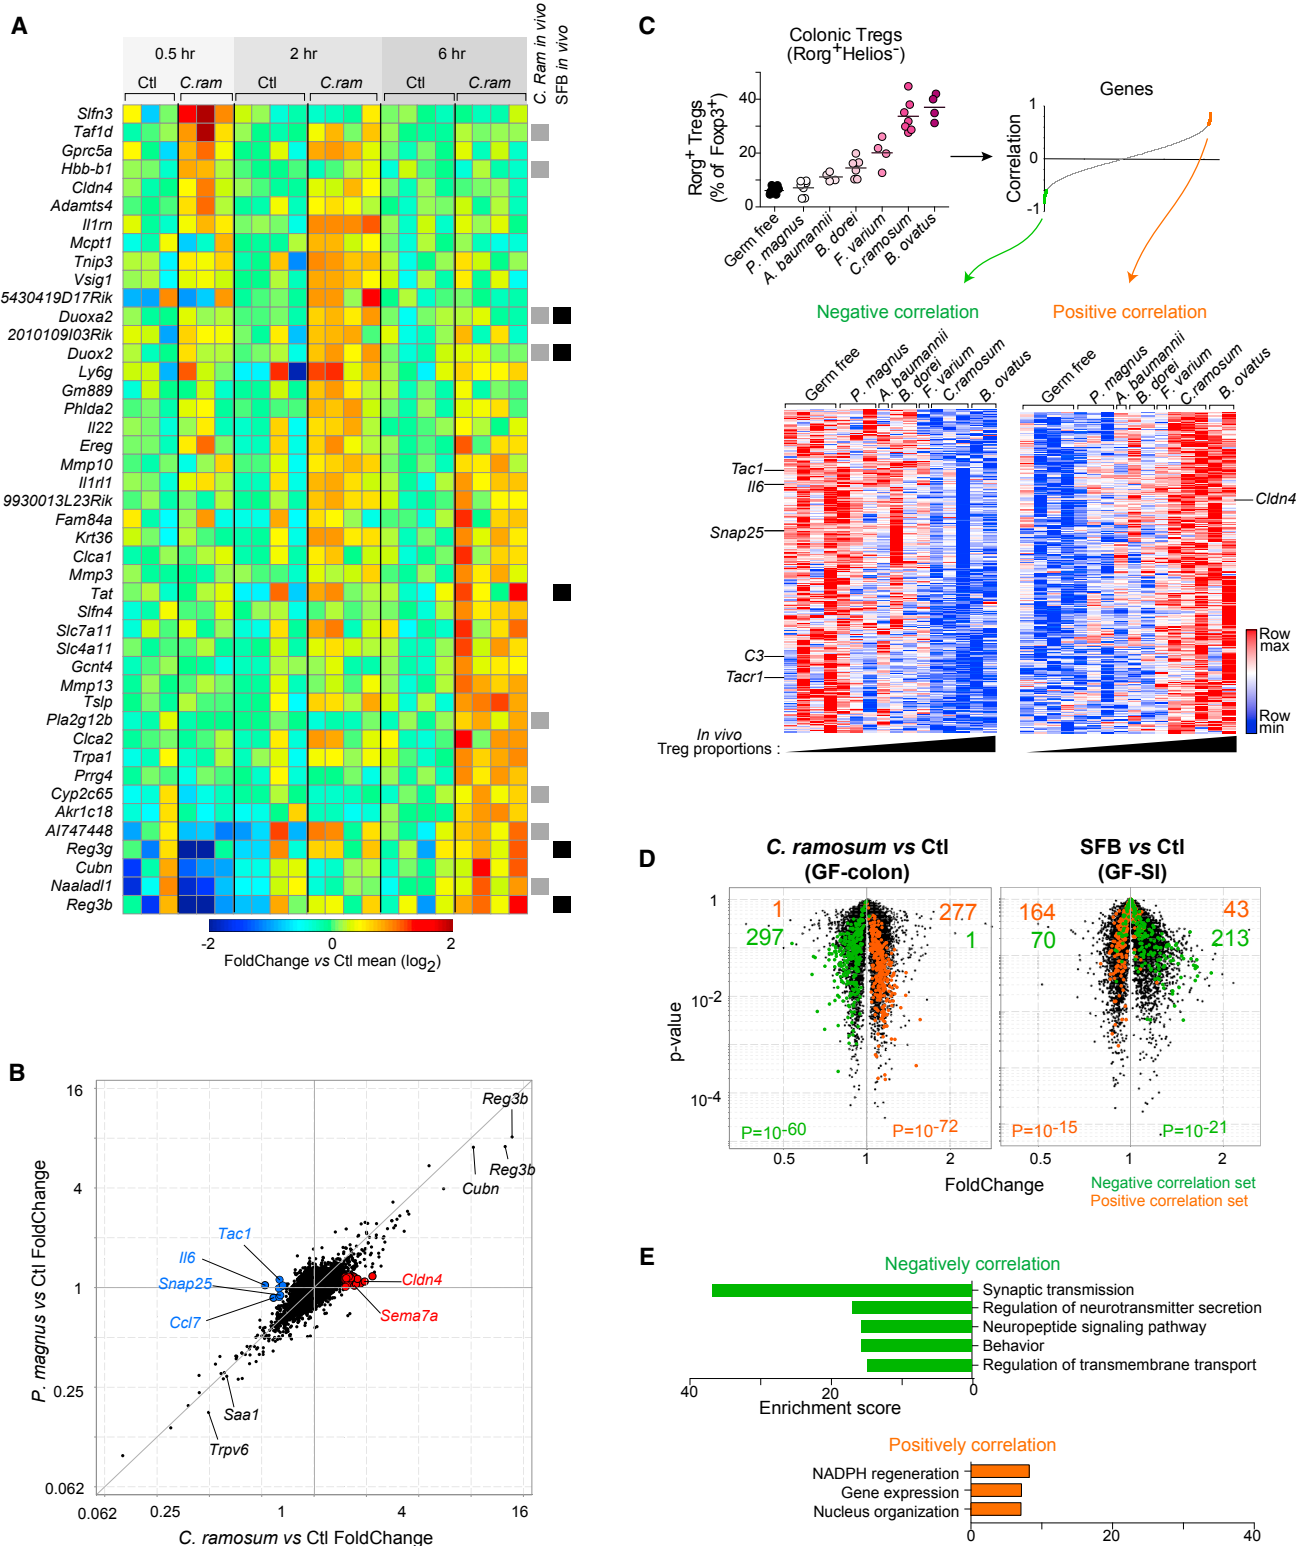 A
0.5 hr
2 hr
6 hr
Ctl
C.ram
Ctl
C.ram
Ctl
C.ram
C. Ram in vivo
SFB in vivo
Slfn3
Taf1d
Gprc5a
Hbb-b1
Cldn4
Adamts4
Il1rn
Mcpt1
Tnip3
Vsig1
5430419D17Rik
Duoxa2
2010109I03Rik
Duox2
Ly6g
Gm889
Phlda2
Il22
Ereg
Mmp10
Il1rl1
9930013L23Rik
Fam84a
Krt36
Clca1
Mmp3
Tat
Slfn4
Slc7a11
Slc4a11
Gcnt4
Mmp13
Tslp
Pla2g12b
Clca2
Trpa1
Prrg4
Cyp2c65
Akr1c18
AI747448
Reg3g
Cubn
Naaladl1
Reg3b
-2
0
2
FoldChange vs Ctl mean (log2)
B
16
4
1
0.25
0.062
P. magnus vs Ctl FoldChange
Reg3b
Reg3b
Cubn
Tac1
Il6
Snap25
Ccl7
Cldn4
Sema7a
Saa1
Trpv6
0.062
0.25
1
4
16
C. ramosum vs Ctl FoldChange
C
Colonic Tregs
(Rorg+Helios-)
Rorg+ Tregs
(% of Foxp3+)
40
20
0
Germ free
P. magnus
A. baumannii
B. dorei
F. varium
C.ramosum
B. ovatus
Genes
Correlation
1
0
-1
Negative correlation
Positive correlation
Germ free
P. magnus
A. baumannii
B. dorei
F. varium
C.ramosum
B. ovatus
Germ free
P. magnus
A. baumannii
B. dorei
F. varium
C.ramosum
B. ovatus
Tac1
Il6
Snap25
C3
Tacr1
Cldn4
Row
max
Row
min
In vivo
Treg proportions :
D
C. ramosum vs Ctl
(GF-colon)
SFB vs Ctl
(GF-SI)
p-value
1
10-2
10-4
1
297
277
1
P=10-60
P=10-72
164
70
43
213
P=10-15
P=10-21
0.5
1
2
0.5
1
2
FoldChange
Negative correlation set
Positive correlation set
E
Negatively correlation
Synaptic transmission
Regulation of neurotransmitter secretion
Neuropeptide signaling pathway
Behavior
Regulation of transmembrane transport
40
20
0
Enrichment score
Positively correlation
NADPH regeneration
Gene expression
Nucleus organization
0
20
40